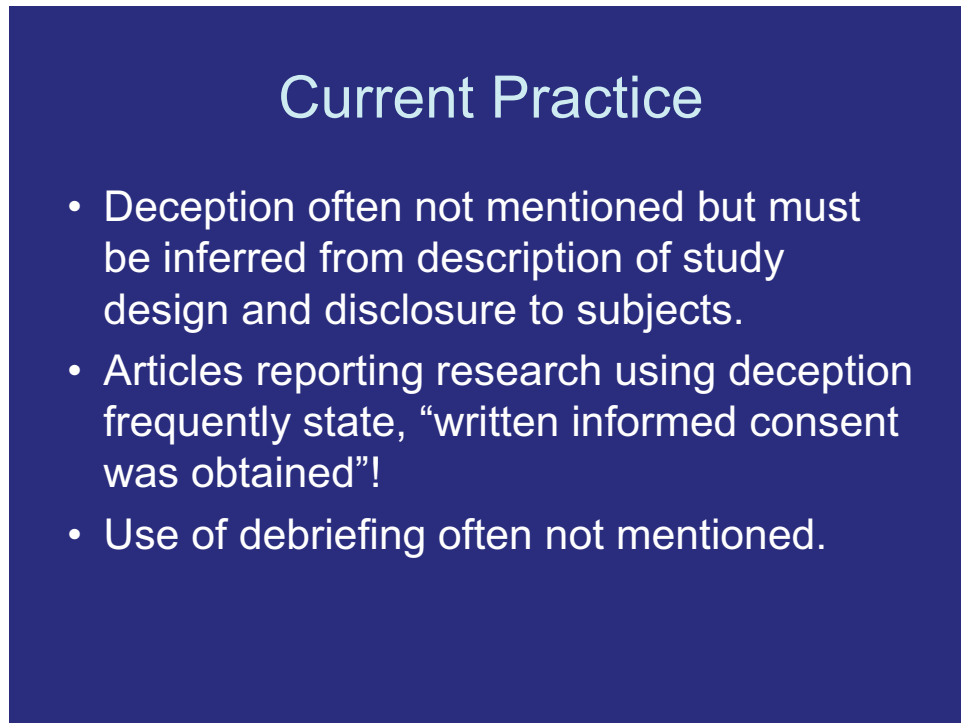 Current Practice
• Deception often not mentioned but must
be inferred from description of study
design and disclosure to subjects.
• Articles reporting research using deception
frequently state, “written informed consent
was obtained”!
• Use of debriefing often not mentioned.